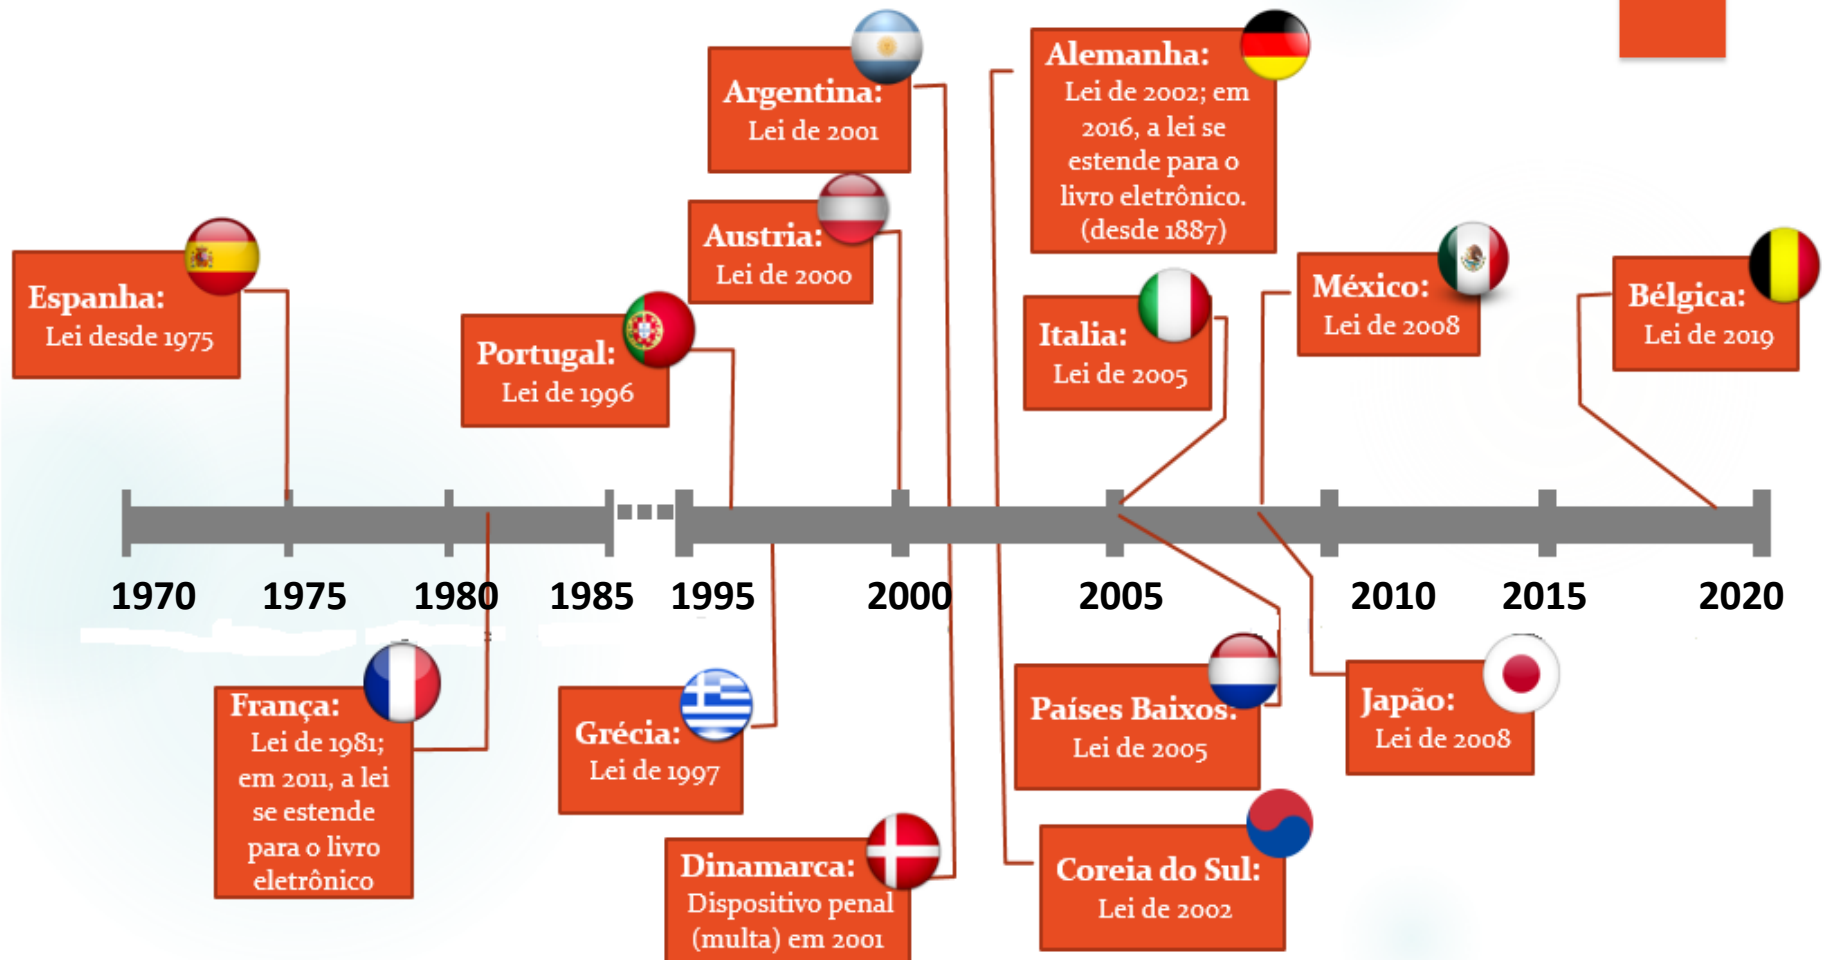 Argentina:
Lei de 2001
Alemanha:
Lei de 2002; em
2016, a lei se
estende para o
livro eletrônico.
(desde 1887)
Austria:
Lei de 2000
Espanha:
Lei desde 1975
Portugal:
Lei de 1996
Italia:
Lei de 2005
México:
Lei de 2008
Bélgica:
Lei de 2019
1970 1975 1980 1985 1995 2000 2005 2010 2015 2020
França:
Lei de 1981;
em 2011, a lei
se estende
para o livro
eletrônico
Grécia:
Lei de 1997
Dinamarca:
Dispositivo penal
(multa) em 2001
Países Baixos:
Lei de 2005
Japão:
Lei de 2008
Coreia do Sul:
Lei de 2002